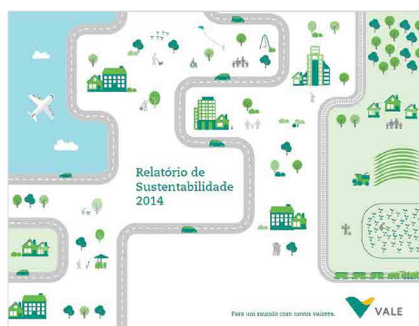 Relatório de
Sustentabilidade
2014
Para um mundo com novos valores.
VALE